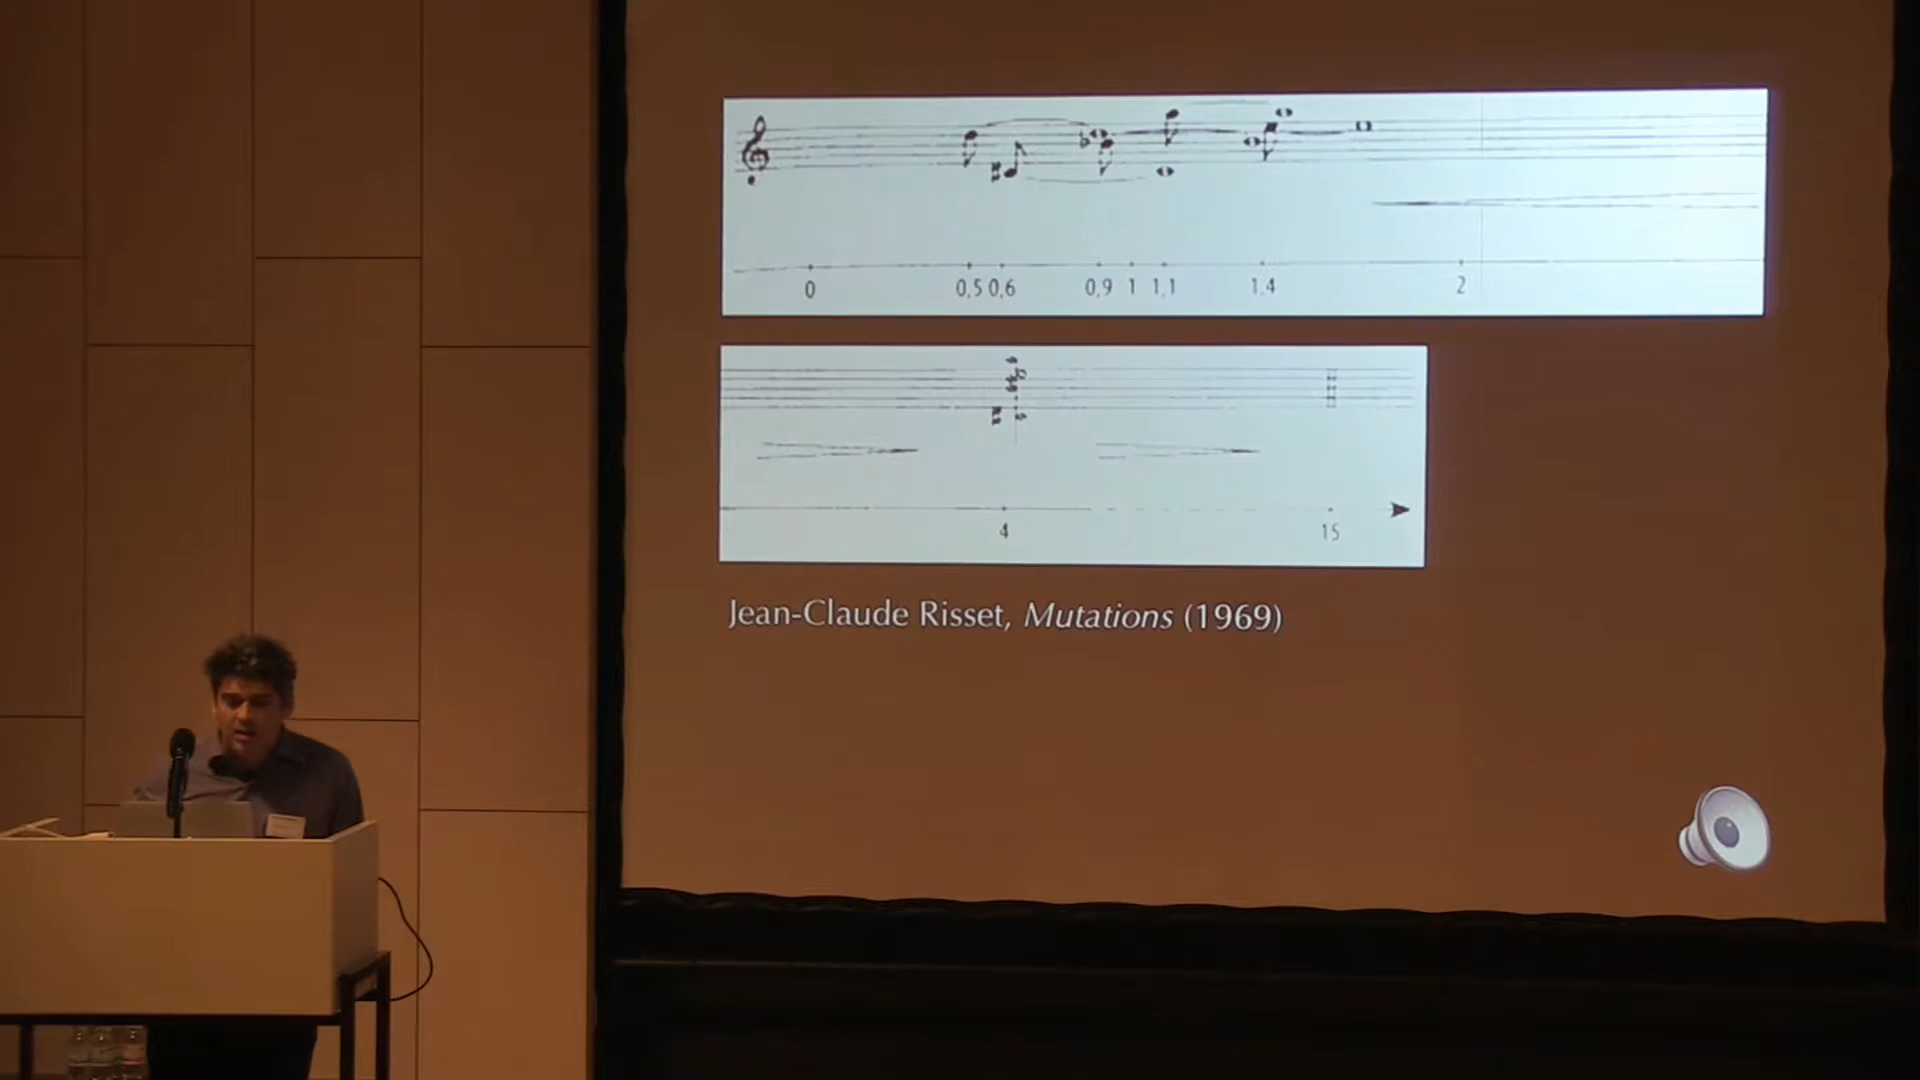 0 0,5 0,6 0,9 1 1,1 1,4 2
4 15
Jean-Claude Risset, Mutations (1969)